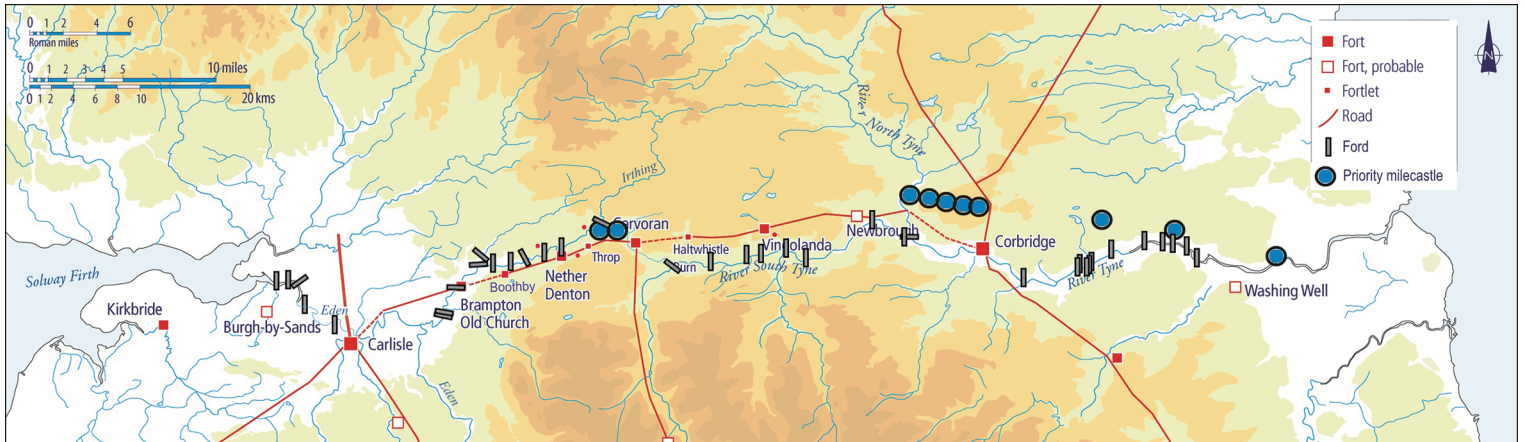 0 1 2 4 6
Roman miles
0 1 2 3 4 5 10 miles
0 1 2 4 6 8 10 20 kms
N
Fort
Fort, probable
Fortlet
Road
Ford
Priority milecastle
River North Tyne
Irthing
Carvoran
Newbrough
Corbridge
Haltwhistle
Burn
Vindolanda
Throp
River South Tyne
River Tyne
Solway Firth
Nether
Denton
Boothby
Washing Well
Kirkbride
Brampton
Old Church
Eden
Burgh-by-Sands
Carlisle
Eden